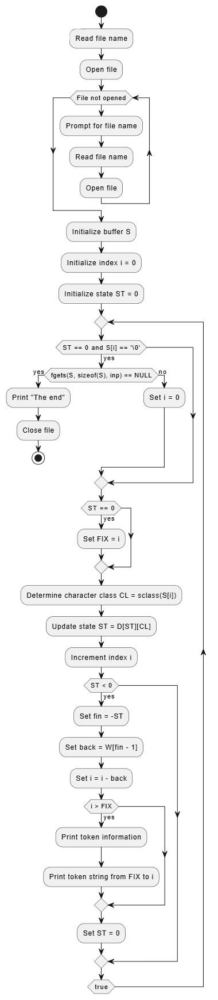 Read file name
Open file
File not opened
Prompt for file name
Read file name
Open file
Initialize buffer S
Initialize index i = 0
Initialize state ST = 0
ST == 0 and S[i] == '\0'
yes
yes
fgets(S, sizeof(S), inp) == NULL
no
Print "The end"
Set i = 0
Close file
ST == 0
yes
Set FIX = i
Determine character class CL = sclass(S[i])
Update state ST = D[ST][CL]
Increment index i
ST < 0
yes
Set fin = -ST
Set back = W[fin - 1]
Set i = i - back
i > FIX
yes
Print token information
Print token string from FIX to i
Set ST = 0
true